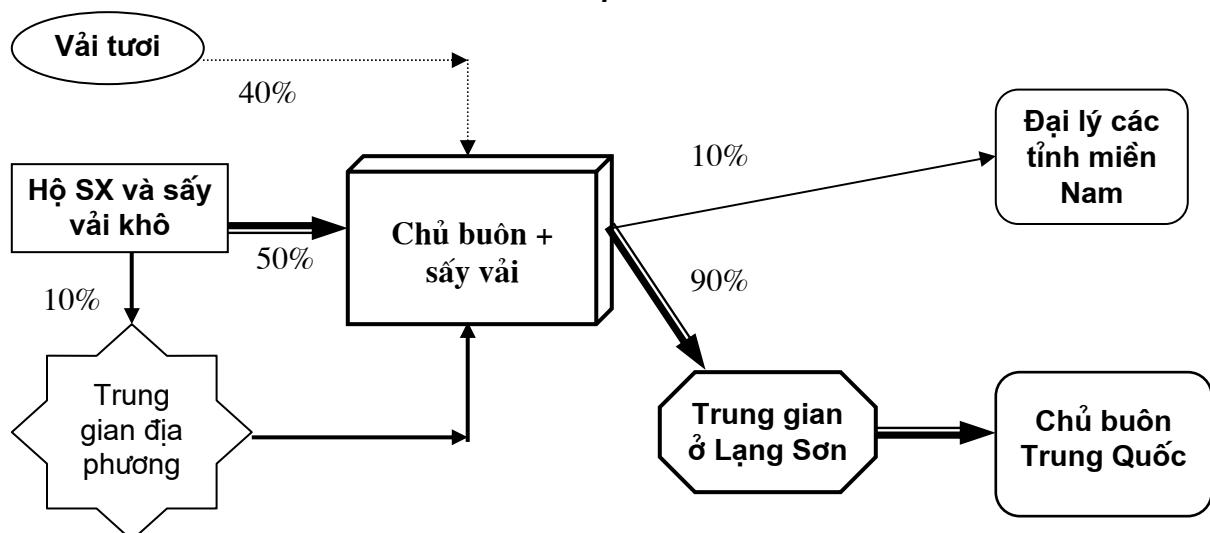 Vải tươi
40%
Hộ SX và sấy
vải khô
50%
10%
Trung
gian địa
phương
Chủ buôn +
sấy vải
10%
90%
Đại lý các
tỉnh miền
Nam
Trung gian
ở Lạng Sơn
Chủ buôn
Trung Quốc